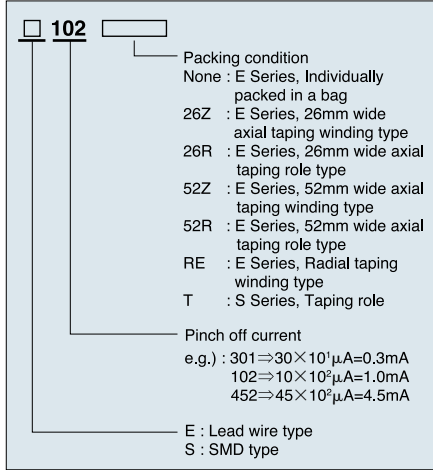 □ 102
Packing condition
None : E Series, Individually
packed in a bag
26Z : E Series, 26mm wide
axial taping winding type
26R : E Series, 26mm wide axial
taping role type
52Z : E Series, 52mm wide axial
taping winding type
52R : E Series, 52mm wide axial
taping role type
RE : E Series, Radial taping
winding type
T : S Series, Taping role
Pinch off current
e.g.) : 301⇒30×10¹μA=0.3mA
102⇒10×10²μA=1.0mA
452⇒45×10²μA=4.5mA
E : Lead wire type
S : SMD type